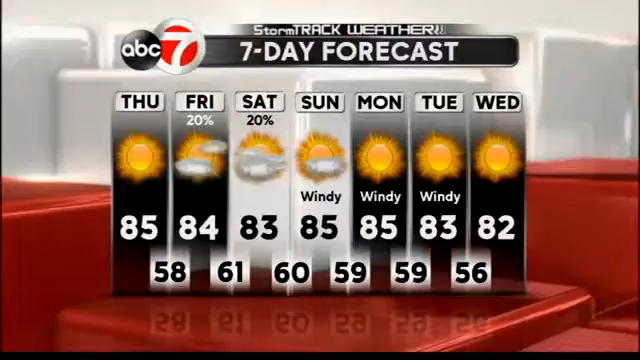 StormTRACK WEATHER
abc 7 7-DAY FORECAST
THU FRI SAT SUN MON TUE WED
20% 20%
Windy Windy Windy
85 84 83 85 85 83 82
58 61 60 59 59 56